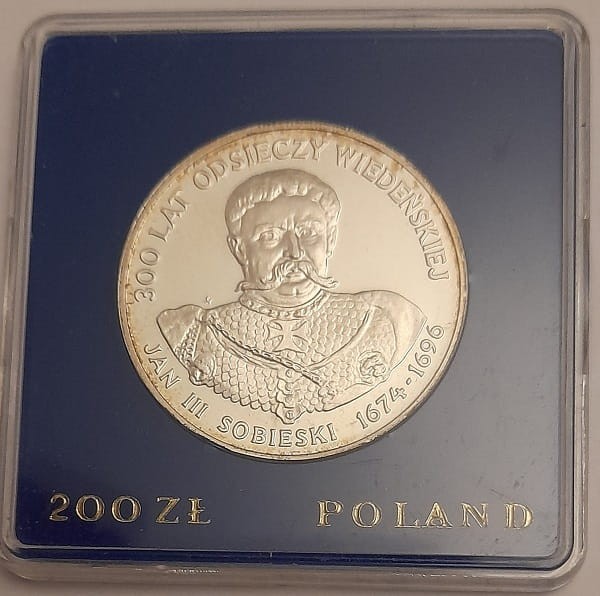 300 LAT ODSIECZY WIEDEŃSKIEJ
JAN III SOBIESKI 1674-1696
200 ZŁ POLAND